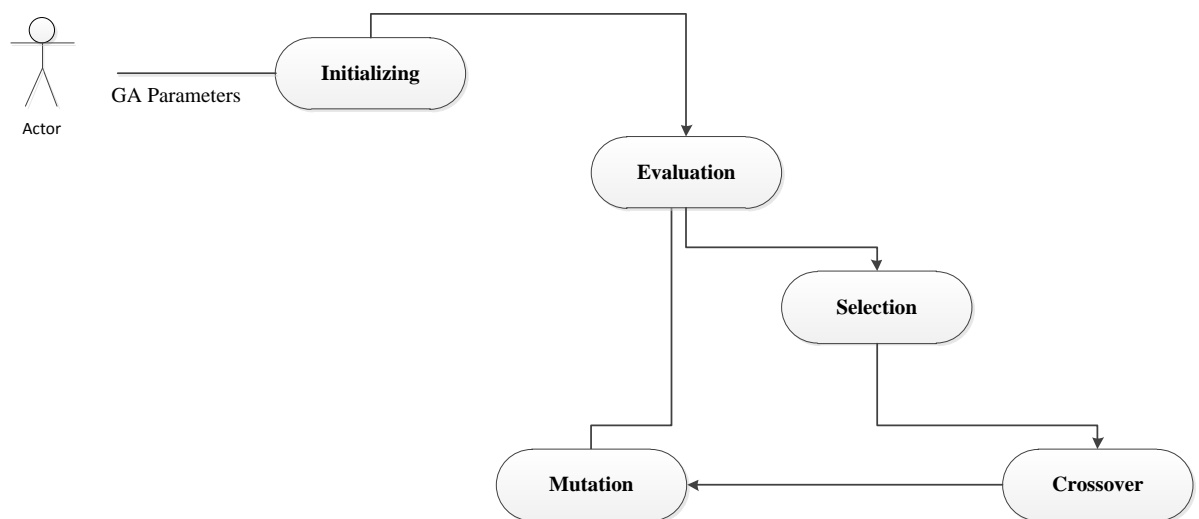 Initializing
GA Parameters
Actor
Evaluation
Selection
Mutation
Crossover